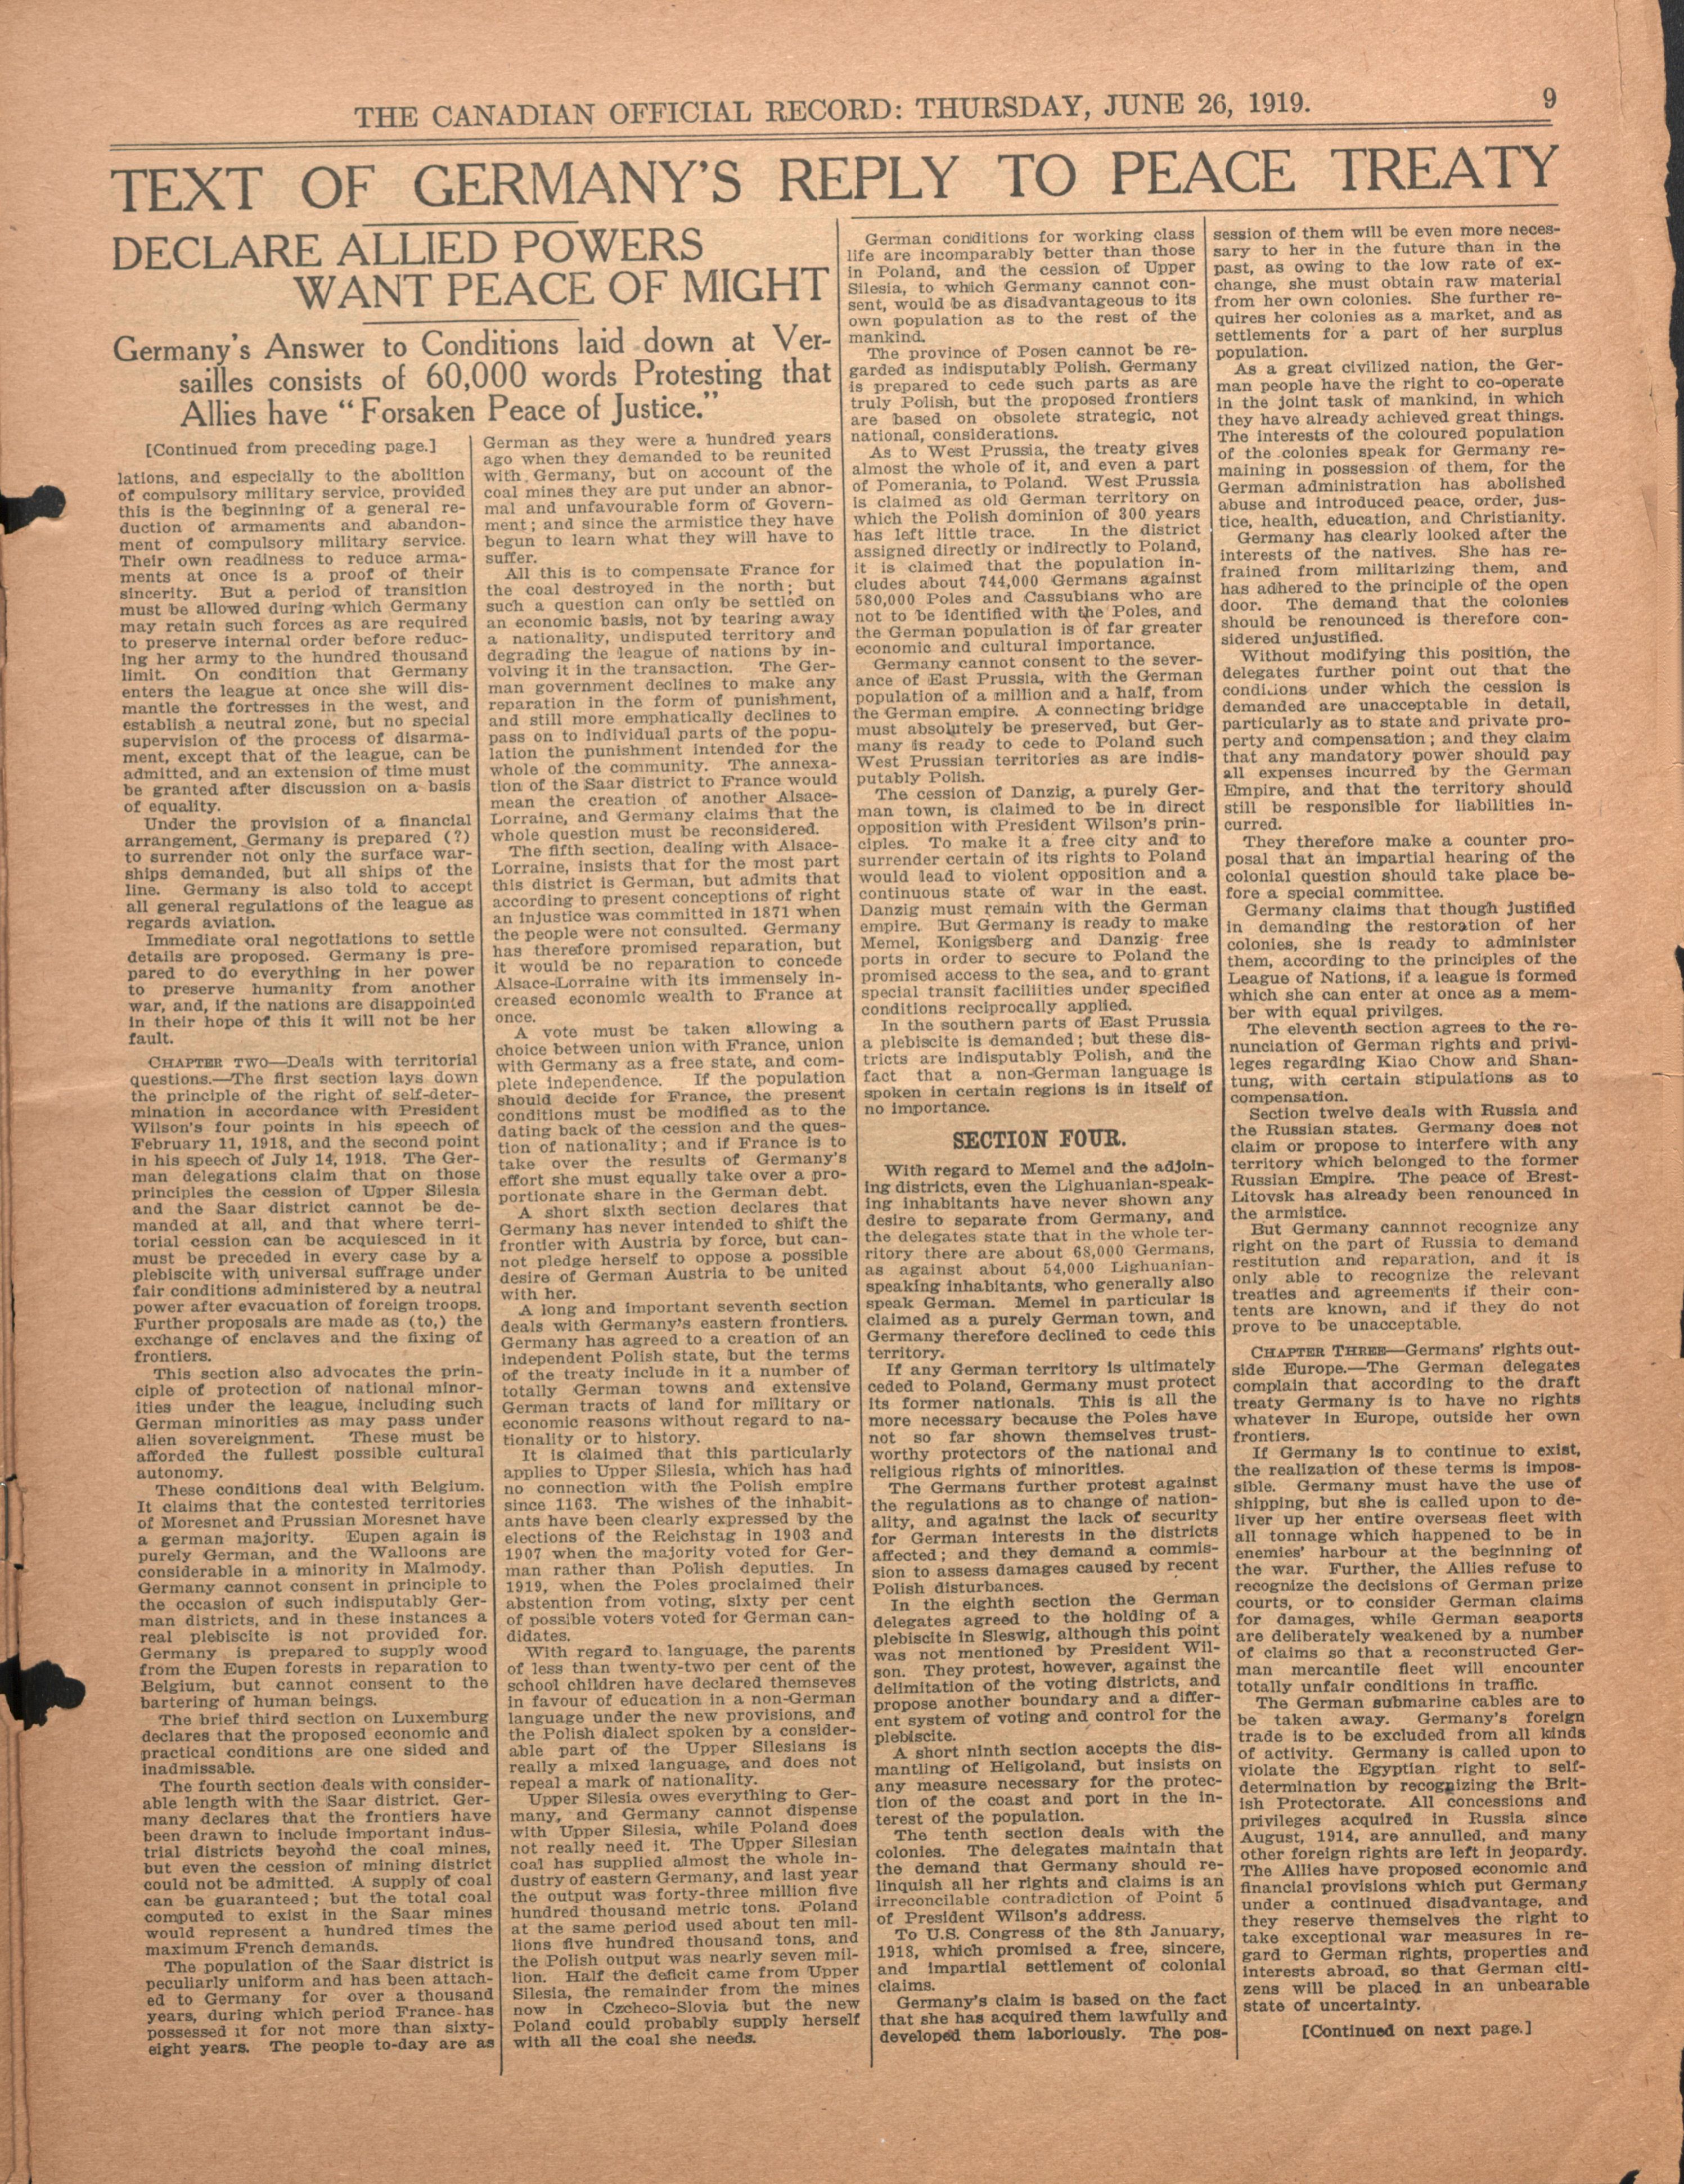 THE CANADIAN OFFICIAL RECORD: THURSDAY, JUNE 26, 1919.
9
TEXT OF GERMANY'S REPLY TO PEACE TREATY
DECLARE ALLIED POWERS
WANT PEACE OF MIGHT
Germany's Answer to Conditions laid down at Ver-
sailles consists of 60,000 words Protesting that
Allies have "Forsaken Peace of Justice."
[Continued from preceding page.]
lations, and especially to the abolition
of compulsory military service, provided
this is the beginning of a general re-
duction of armaments and abandon-
ment of compulsory military service.
Their own readiness to reduce arma-
ments at once is a proof of their
sincerity. But a period of transition
must be allowed during which Germany
may retain such forces as are required
to preserve internal order before reduc-
ing her army to the hundred thousand
limit. On condition that Germany
enters the league at once she will dis-
mantle the fortresses in the west, and
establish a neutral zone, but no special
supervision of the process of disarma-
ment, except that of the league, can be
admitted, and an extension of time must
be granted after discussion on a basis
of equality.
Under the provision of a financial
arrangement, Germany is prepared (?)
to surrender not only the surface war-
ships demanded, but all ships of the
line. Germany is also told to accept
all general regulations of the league as
regards aviation.
Immediate oral negotiations to settle
details are proposed. Germany is pre-
pared to do everything in her power
to preserve humanity from another
war, and, if the nations are disappointed
in their hope of this it will not be her
fault.
CHAPTER TWO—Deals with territorial
questions.—The first section lays down
the principle of the right of self-deter-
mination in accordance with President
Wilson's four points in his speech of
February 11, 1918, and the second point
in his speech of July 14, 1918. The Ger-
man delegations claim that on those
principles the cession of Upper Silesia
and the Saar district cannot be de-
manded at all, and that where terri-
torial cession can be acquiesced in it
must be preceded in every case by a
plebiscite with universal suffrage under
fair conditions administered by a neutral
power after evacuation of foreign troops.
Further proposals are made as (to,) the
exchange of enclaves and the fixing of
frontiers.
This section also advocates the prin-
ciple of protection of national minor-
ities under the league, including such
German minorities as may pass under
alien sovereignment. These must be
afforded the fullest possible cultural
autonomy.
These conditions deal with Belgium.
It claims that the contested territories
of Moresnet and Prussian Moresnet have
a german majority. Eupen again is
purely German, and the Walloons are
considerable in a minority in Malmody.
Germany cannot consent in principle to
the occasion of such indisputably Ger-
man districts, and in these instances a
real plebiscite is not provided for.
Germany is prepared to supply wood
from the Eupen forests in reparation to
Belgium, but cannot consent to the
bartering of human beings.
The brief third section on Luxemburg
declares that the proposed economic and
practical conditions are one sided and
inadmissable.
The fourth section deals with consider-
able length with the Saar district. Ger-
many declares that the frontiers have
been drawn to include important indus-
trial districts beyond the coal mines,
but even the cession of mining district
could not be admitted. A supply of coal
can be guaranteed; but the total coal
computed to exist in the Saar mines
would represent a hundred times the
maximum French demands.
The population of the Saar district is
peculiarly uniform and has been attach-
ed to Germany for over a thousand
years, during which period France has
possessed it for not more than sixty-
eight years. The people to-day are as
German as they were a hundred years
ago when they demanded to be reunited
with Germany, but on account of the
coal mines they are put under an abnor-
mal and unfavourable form of Govern-
ment; and since the armistice they have
begun to learn what they will have to
suffer.
All this is to compensate France for
the coal destroyed in the north; but
such a question can only be settled on
an economic basis, not by tearing away
a nationality, undisputed territory and
degrading the league of nations by in-
volving it in the transaction. The Ger-
man government declines to make any
reparation in the form of punishment,
and still more emphatically declines to
pass on to individual parts of the popu-
lation the punishment intended for the
whole of the community. The annexa-
tion of the Saar district to France would
mean the creation of another Alsace-
Lorraine, and Germany claims that the
whole question must be reconsidered.
The fifth section, dealing with Alsace-
Lorraine, insists that for the most part
this district is German, but admits that
according to present conceptions of right
an injustice was committed in 1871 when
the people were not consulted. Germany
has therefore promised reparation, but
it would be no reparation to concede
Alsace-Lorraine with its immensely in-
creased economic wealth to France at
once.
A vote must be taken allowing a
choice between union with France, union
with Germany as a free state, and com-
plete independence. If the population
should decide for France, the present
conditions must be modified as to the
dating back of the cession and the ques-
tion of nationality; and if France is to
take over the results of Germany's
effort she must equally take over a pro-
portionate share in the German debt.
A short sixth section declares that
Germany has never intended to shift the
frontier with Austria by force, but can-
not pledge herself to oppose a possible
desire of German Austria to be united
with her.
A long and important seventh section
deals with Germany's eastern frontiers.
Germany has agreed to a creation of an
independent Polish state, but the terms
of the treaty include in it a number of
totally German towns and extensive
German tracts of land for military or
economic reasons without regard to na-
tionality or to history.
It is claimed that this particularly
applies to Upper Silesia, which has had
no connection with the Polish empire
since 1163. The wishes of the inhabit-
ants have been clearly expressed by the
elections of the Reichstag in 1903 and
1907 when the majority voted for Ger-
man rather than Polish deputies. In
1919, when the Poles proclaimed their
abstention from voting, sixty per cent
of possible voters voted for German can-
didates.
With regard to language, the parents
of less than twenty-two per cent of the
school children have declared themseves
in favour of education in a non-German
language under the new provisions, and
the Polish dialect spoken by a consider-
able part of the Upper Silesians is
really a mixed language, and does not
repeal a mark of nationality.
Upper Silesia owes everything to Ger-
many, and Germany cannot dispense
with Upper Silesia, while Poland does
not really need it. The Upper Silesian
coal has supplied almost the whole in-
dustry of eastern Germany, and last year
the output was forty-three million five
hundred thousand metric tons. Poland
at the same period used about ten mil-
lions five hundred thousand tons, and
the Polish output was nearly seven mil-
lion. Half the deficit came from Upper
Silesia, the remainder from the mines
now in Czcheco-Slovia but the new
Poland could probably supply herself
with all the coal she needs.
German conditions for working class
life are incomparably better than those
in Poland, and the cession of Upper
Silesia, to which Germany cannot con-
sent, would be as disadvantageous to its
own population as to the rest of the
mankind.
The province of Posen cannot be re-
garded as indisputably Polish. Germany
is prepared to cede such parts as are
truly Polish, but the proposed frontiers
are based on obsolete strategic, not
national, considerations.
As to West Prussia, the treaty gives
almost the whole of it, and even a part
of Pomerania, to Poland. West Prussia
is claimed as old German territory on
which the Polish dominion of 300 years
has left little trace. In the district
assigned directly or indirectly to Poland,
it is claimed that the population in-
cludes about 744,000 Germans against
580,000 Poles and Cassubians who are
not to be identified with the Poles, and
the German population is of far greater
economic and cultural importance.
Germany cannot consent to the sever-
ance of East Prussia, with the German
population of a million and a half, from
the German empire. A connecting bridge
must absolutely be preserved, but Ger-
many is ready to cede to Poland such
West Prussian territories as are indis-
putably Polish.
The cession of Danzig, a purely Ger-
man town, is claimed to be in direct
opposition with President Wilson's prin-
ciples. To make it a free city and to
surrender certain of its rights to Poland
would lead to violent opposition and a
continuous state of war in the east.
Danzig must remain with the German
empire. But Germany is ready to make
Memel, Konigsberg and Danzig free
ports in order to secure to Poland the
promised access to the sea, and to grant
special transit facilities under specified
conditions reciprocally applied.
In the southern parts of East Prussia
a plebiscite is demanded; but these dis-
tricts are indisputably Polish, and the
fact that a non-German language is
spoken in certain regions is in itself of
no importance.
SECTION FOUR.
With regard to Memel and the adjoin-
ing districts, even the Lighuanian-speak-
ing inhabitants have never shown any
desire to separate from Germany, and
the delegates state that in the whole ter-
ritory there are about 68,000 Germans,
as against about 54,000 Lighuanian-
speaking inhabitants, who generally also
speak German. Memel in particular is
claimed as a purely German town, and
Germany therefore declined to cede this
territory.
If any German territory is ultimately
ceded to Poland, Germany must protect
its former nationals. This is all the
more necessary because the Poles have
not so far shown themselves trust-
worthy protectors of the national and
religious rights of minorities.
The Germans further protest against
the regulations as to change of nation-
ality, and against the lack of security
for German interests in the districts
affected; and they demand a commis-
sion to assess damages caused by recent
Polish disturbances.
In the eighth section the German
delegates agreed to the holding of a
plebiscite in Sleswig, although this point
was not mentioned by President Wil-
son. They protest, however, against the
delimitation of the voting districts, and
propose another boundary and a differ-
ent system of voting and control for the
plebiscite.
A short ninth section accepts the dis-
mantling of Heligoland, but insists on
any measure necessary for the protec-
tion of the coast and port in the in-
terest of the population.
The tenth section deals with the
colonies. The delegates maintain that
the demand that Germany should re-
linquish all her rights and claims is an
irreconcilable contradiction of Point 5
of President Wilson's address.
To U.S. Congress of the 8th January,
1918, which promised a free, sincere,
and impartial settlement of colonial
claims.
Germany's claim is based on the fact
that she has acquired them lawfully and
developed them laboriously. The pos-
session of them will be even more neces-
sary to her in the future than in the
past, as owing to the low rate of ex-
change, she must obtain raw material
from her own colonies. She further re-
quires her colonies as a market, and as
settlements for a part of her surplus
population.
As a great civilized nation, the Ger-
man people have the right to co-operate
in the joint task of mankind, in which
they have already achieved great things.
The interests of the coloured population
of the colonies speak for Germany re-
maining in possession of them, for the
German administration has abolished
abuse and introduced peace, order, jus-
tice, health, education, and Christianity.
Germany has clearly looked after the
interests of the natives. She has re-
frained from militarizing them, and
has adhered to the principle of the open
door. The demand that the colonies
should be renounced is therefore con-
sidered unjustified.
Without modifying this position, the
delegates further point out that the
conditions under which the cession is
demanded are unacceptable in detail,
particularly as to state and private pro-
perty and compensation; and they claim
that any mandatory power should pay
all expenses incurred by the German
Empire, and that the territory should
still be responsible for liabilities in-
curred.
They therefore make a counter pro-
posal that an impartial hearing of the
colonial question should take place be-
fore a special committee.
Germany claims that though justified
in demanding the restoration of her
colonies, she is ready to administer
them, according to the principles of the
League of Nations, if a league is formed
which she can enter at once as a mem-
ber with equal privilges.
The eleventh section agrees to the re-
nunciation of German rights and privi-
leges regarding Kiao Chow and Shan-
tung, with certain stipulations as to
compensation.
Section twelve deals with Russia and
the Russian states. Germany does not
claim or propose to interfere with any
territory which belonged to the former
Russian Empire. The peace of Brest-
Litovsk has already been renounced in
the armistice.
But Germany cannnot recognize any
right on the part of Russia to demand
restitution and reparation, and it is
only able to recognize the relevant
treaties and agreements if their con-
tents are known, and if they do not
prove to be unacceptable.
CHAPTER THREE—Germans' rights out-
side Europe.—The German delegates
complain that according to the draft
treaty Germany is to have no rights
whatever in Europe, outside her own
frontiers.
If Germany is to continue to exist,
the realization of these terms is impos-
sible. Germany must have the use of
shipping, but she is called upon to de-
liver up her entire overseas fleet with
all tonnage which happened to be in
enemies' harbour at the beginning of
the war. Further, the Allies refuse to
recognize the decisions of German prize
courts, or to consider German claims
for damages, while German seaports
are deliberately weakened by a number
of claims so that a reconstructed Ger-
man mercantile fleet will encounter
totally unfair conditions in traffic.
The German submarine cables are to
be taken away. Germany's foreign
trade is to be excluded from all kinds
of activity. Germany is called upon to
violate the Egyptian right to self-
determination by recognizing the Brit-
ish Protectorate. All concessions and
privileges acquired in Russia since
August, 1914, are annulled, and many
other foreign rights are left in jeopardy.
The Allies have proposed economic and
financial provisions which put Germany
under a continued disadvantage, and
they reserve themselves the right to
take exceptional war measures in re-
gard to German rights, properties and
interests abroad, so that German citi-
zens will be placed in an unbearable
state of uncertainty.
[Continued on next page.]